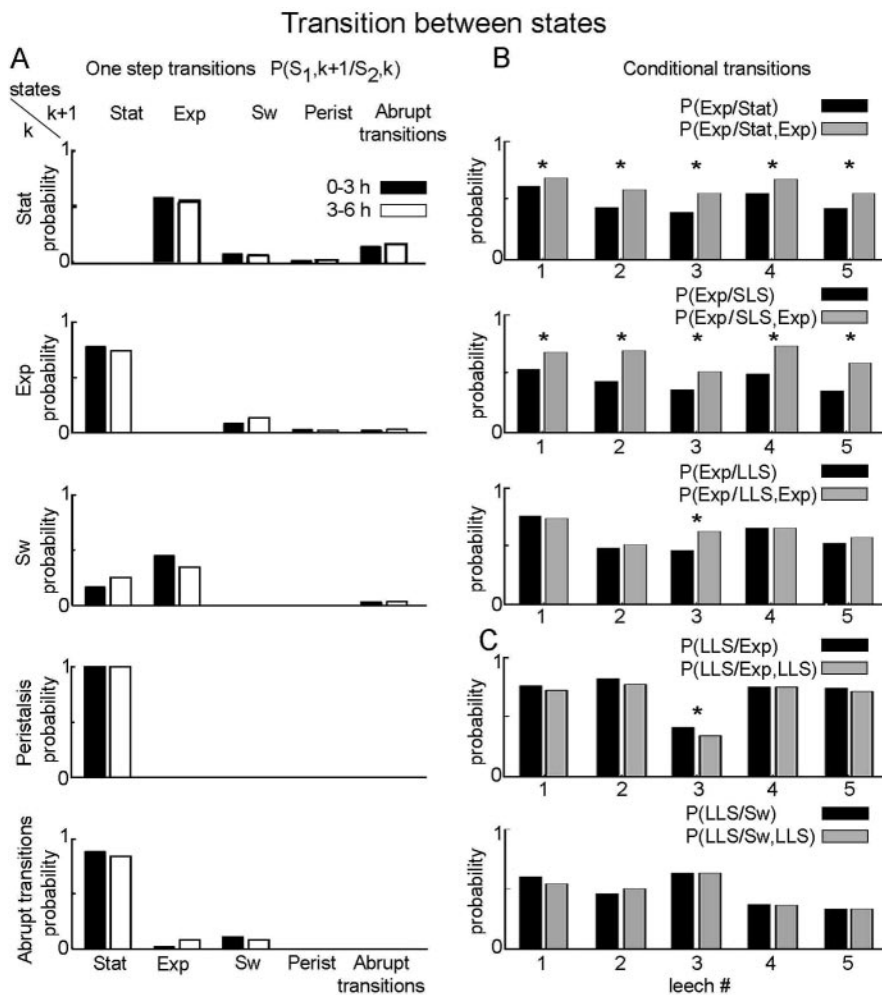 Transition between states
A
One step transitions P(S1,k+1/S2,k)
states
k+1
k
Stat Exp Sw Perist Abrupt transitions
Stat probability
1
0
0-3 h
3-6 h
Exp probability
1
0
Sw probability
1
0
Peristalsis probability
1
0
Abrupt transitions probability
1
0
Stat Exp Sw Perist Abrupt transitions
B
Conditional transitions
P(Exp/Stat)
P(Exp/Stat,Exp)
probability
1
0
* * * * *
1 2 3 4 5
P(Exp/SLS)
P(Exp/SLS,Exp)
probability
1
0
* * * * *
1 2 3 4 5
P(Exp/LLS)
P(Exp/LLS,Exp)
probability
1
0
*
1 2 3 4 5
C
P(LLS/Exp)
P(LLS/Exp,LLS)
probability
1
0
*
1 2 3 4 5
P(LLS/Sw)
P(LLS/Sw,LLS)
probability
1
0
1 2 3 4 5
leech #